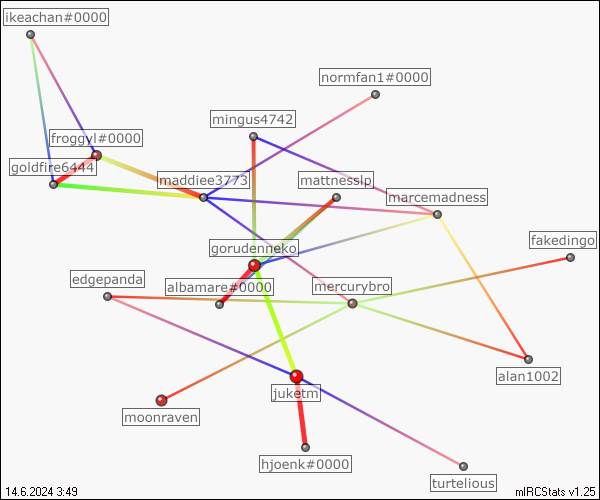 ikeachan#0000
normfan1#0000
mingus4742
froggyl#0000
goldfire6444
maddiee3773
mattnesslp
marcemadness
gorudenneko
fakedingo
edgepanda
albamare#0000
mercurybro
alan1002
juketm
moonraven
hjoenk#0000
turtelious
14.6.2024 3:49
mIRCStats v1.25